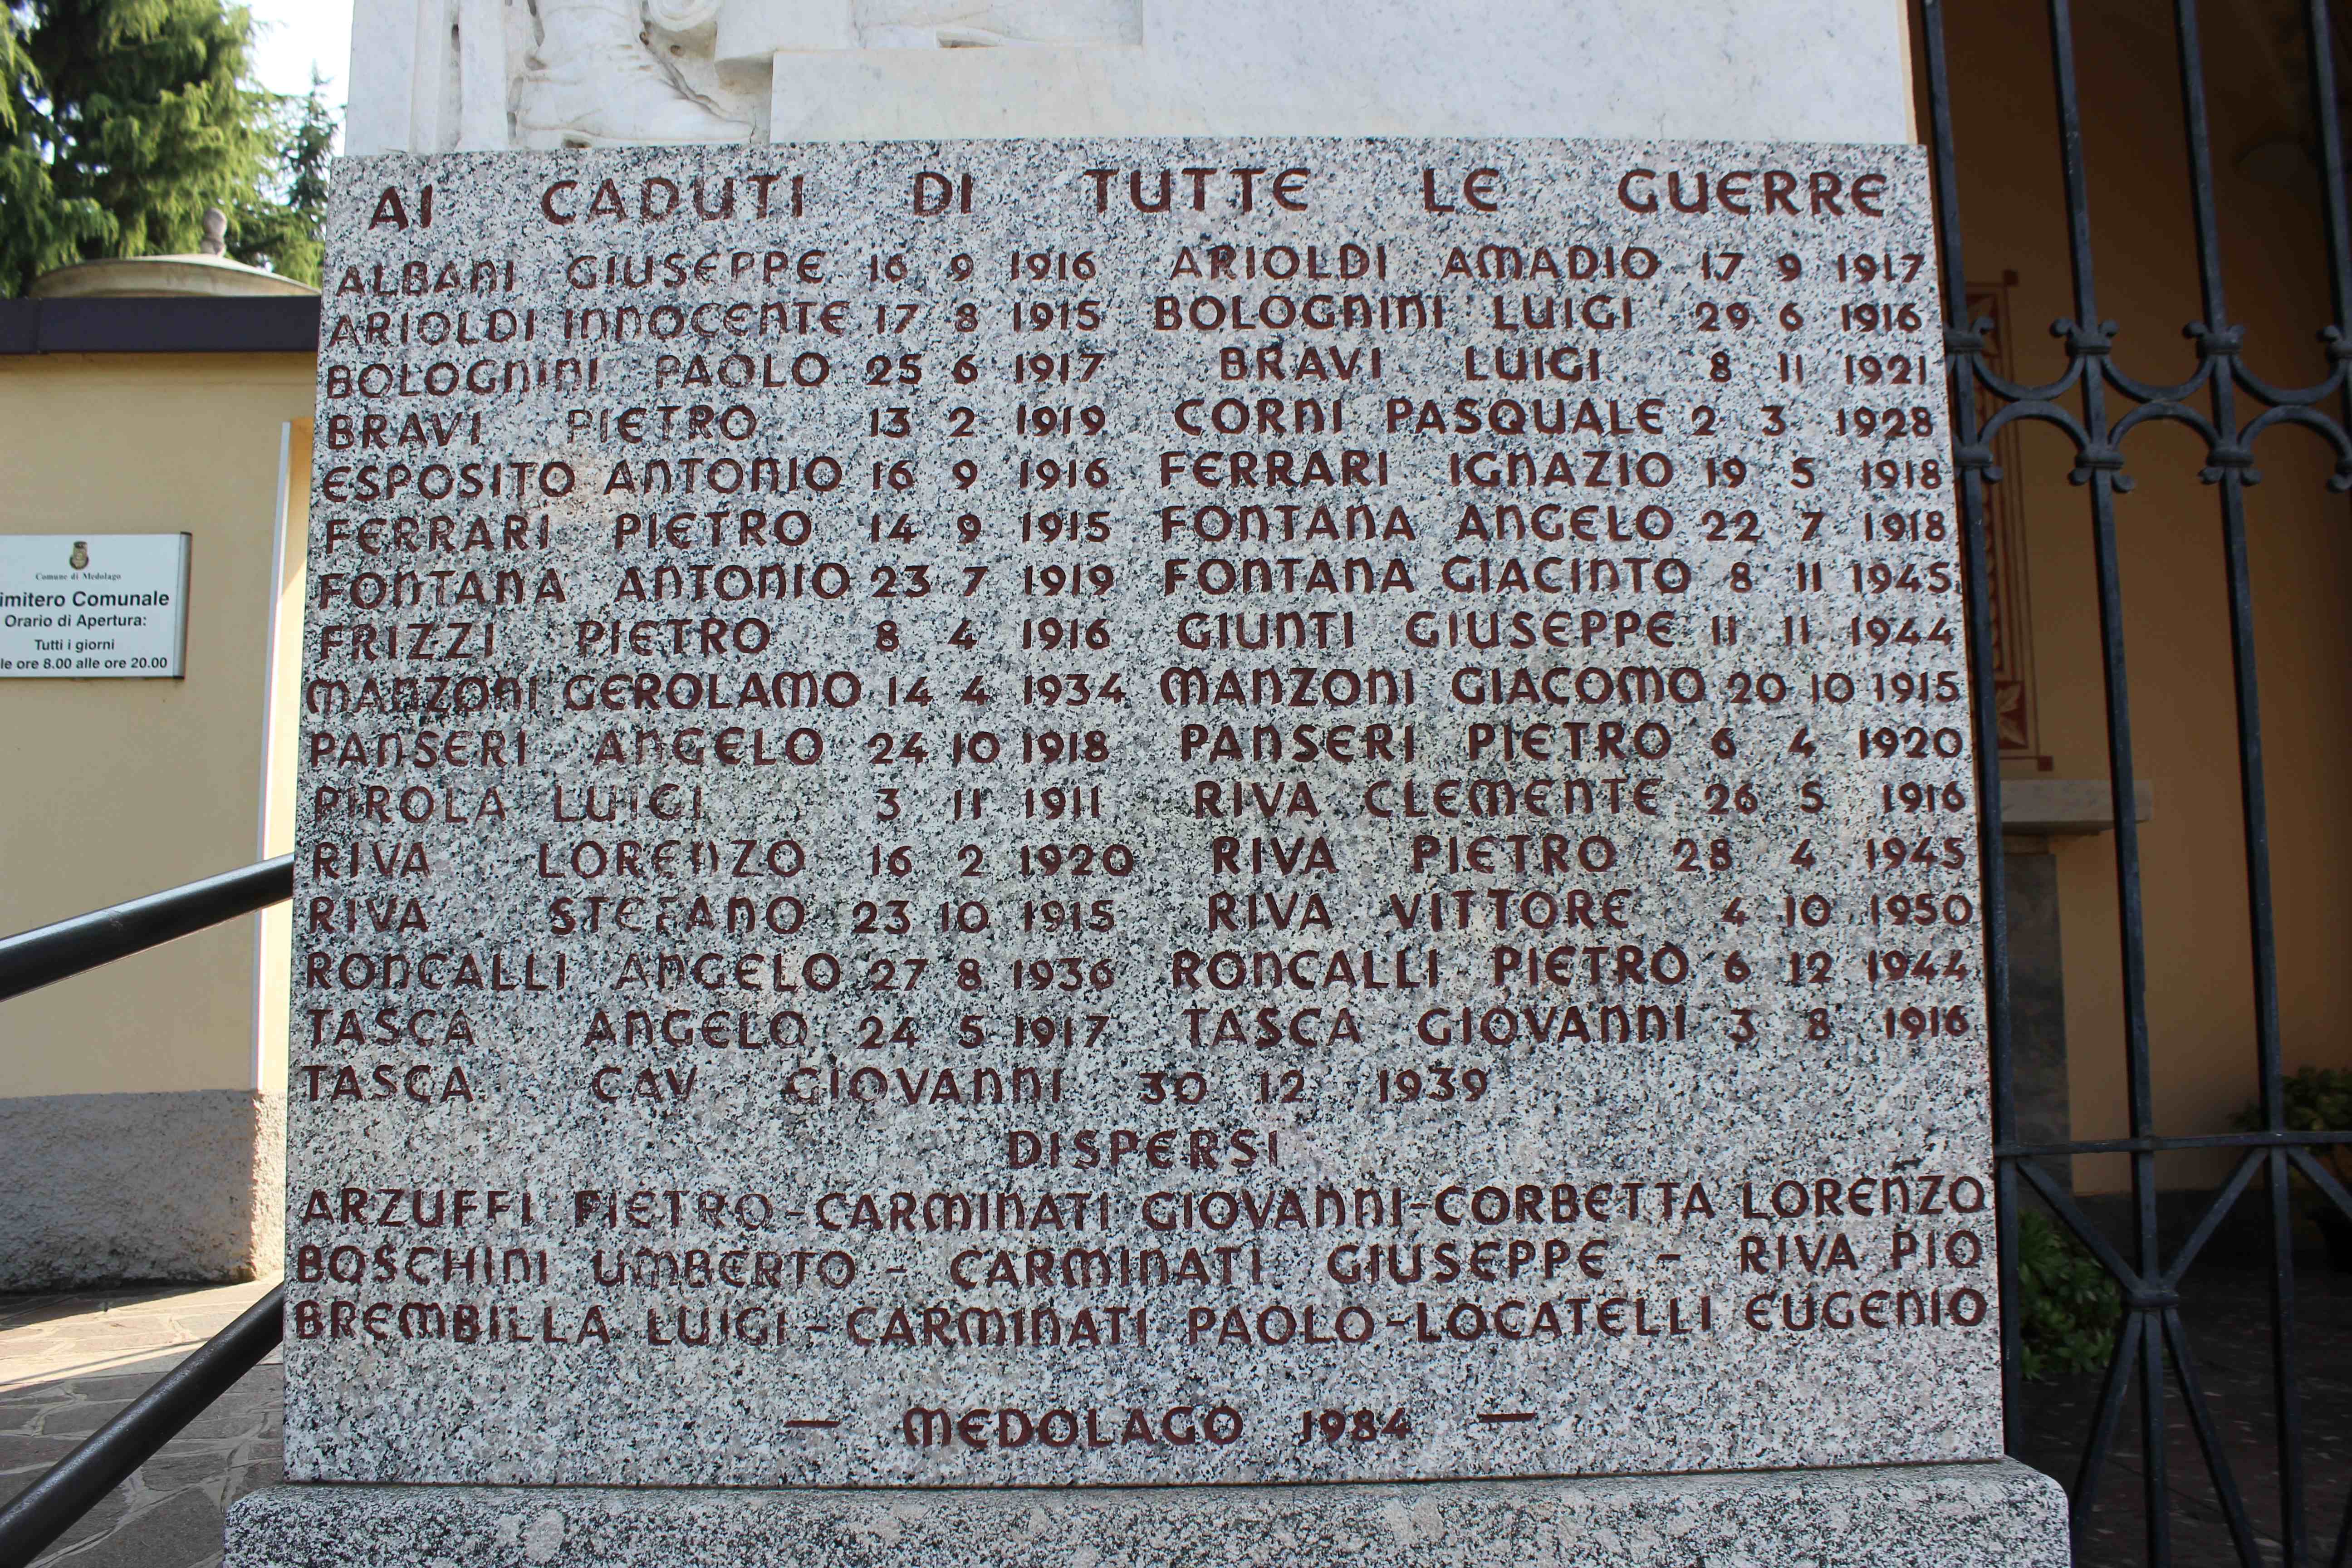 AI CADUTI DI TUTTE LE GUERRE
ALBANI GIUSEPPE 16 9 1916 ARIOLDI AMADIO 17 9 1917
ARIOLDI INNOCENTE 17 8 1915 BOLOGNINI LUIGI 29 6 1916
BOLOGNINI PAOLO 25 6 1917 BRAVI LUIGI 8 11 1921
BRAVI PIETRO 13 2 1919 CORNI PASQUALE 2 3 1928
ESPOSITO ANTONIO 16 9 1916 FERRARI IGNAZIO 19 5 1918
FERRARI PIETRO 14 9 1915 FONTANA ANGELO 22 7 1918
FONTANA ANTONIO 23 7 1919 FONTANA GIACINTO 8 11 1945
FRIZZI PIETRO 8 4 1916 GIUNTI GIUSEPPE 11 11 1944
MANZONI GEROLAMO 14 4 1934 MANZONI GIACOMO 20 10 1915
PANSERI ANGELO 24 10 1918 PANSERI PIETRO 6 4 1920
PIROLA LUIGI 3 11 1911 RIVA CLEMENTE 26 5 1916
RIVA LORENZO 16 2 1920 RIVA PIETRO 28 4 1945
RIVA STEFANO 23 10 1915 RIVA VITTORE 4 10 1950
RONCALLI ANGELO 27 8 1936 RONCALLI PIETRO 6 12 1944
TASCA ANGELO 24 5 1917 TASCA GIOVANNI 3 8 1916
TASCA CAV GIOVANNI 30 12 1939
DISPERSI
ARZUFFI PIETRO - CARMINATI GIOVANNI - CORBETTA LORENZO
BOSCHINI UMBERTO - CARMINATI GIUSEPPE - RIVA PIO
BREMBILLA LUIGI - CARMINATI PAOLO - LOCATELLI EUGENIO
— MEDOLAGO 1984 —
Comune di Medolago
imitero Comunale
Orario di Apertura:
Tutti i giorni
le ore 8.00 alle ore 20.00